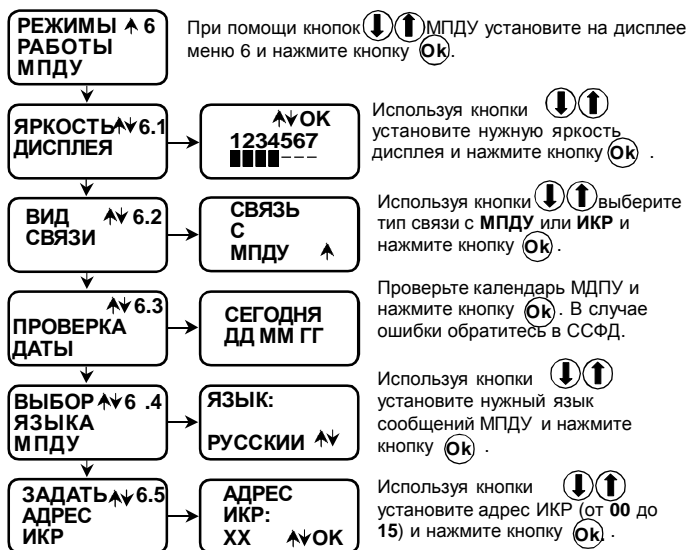 РЕЖИМЫ 6
РАБОТЫ
МПДУ
При помощи кнопок МПДУ установите на дисплее
меню 6 и нажмите кнопку Ok.
ЯРКОСТЬ 6.1
ДИСПЛЕЯ
OK
1234567
---
Используя кнопки
установите нужную яркость
дисплея и нажмите кнопку Ok .
ВИД 6.2
СВЯЗИ
СВЯЗЬ
С
МПДУ
Используя кнопки выберите
тип связи с МПДУ или ИКР и
нажмите кнопку Ok .
6.3
ПРОВЕРКА
ДАТЫ
СЕГОДНЯ
ДД ММ ГГ
Проверьте календарь МДПУ и
нажмите кнопку Ok . В случае
ошибки обратитесь в ССФД.
ВЫБОР 6 .4
ЯЗЫКА
МПДУ
ЯЗЫК:
РУССКИИ
Используя кнопки
установите нужный язык
сообщений МПДУ и нажмите
кнопку Ok .
ЗАДАТЬ 6.5
АДРЕС
ИКР
АДРЕС
ИКР:
XX OK
Используя кнопки
установите адрес ИКР (от 00 до
15) и нажмите кнопку Ok .